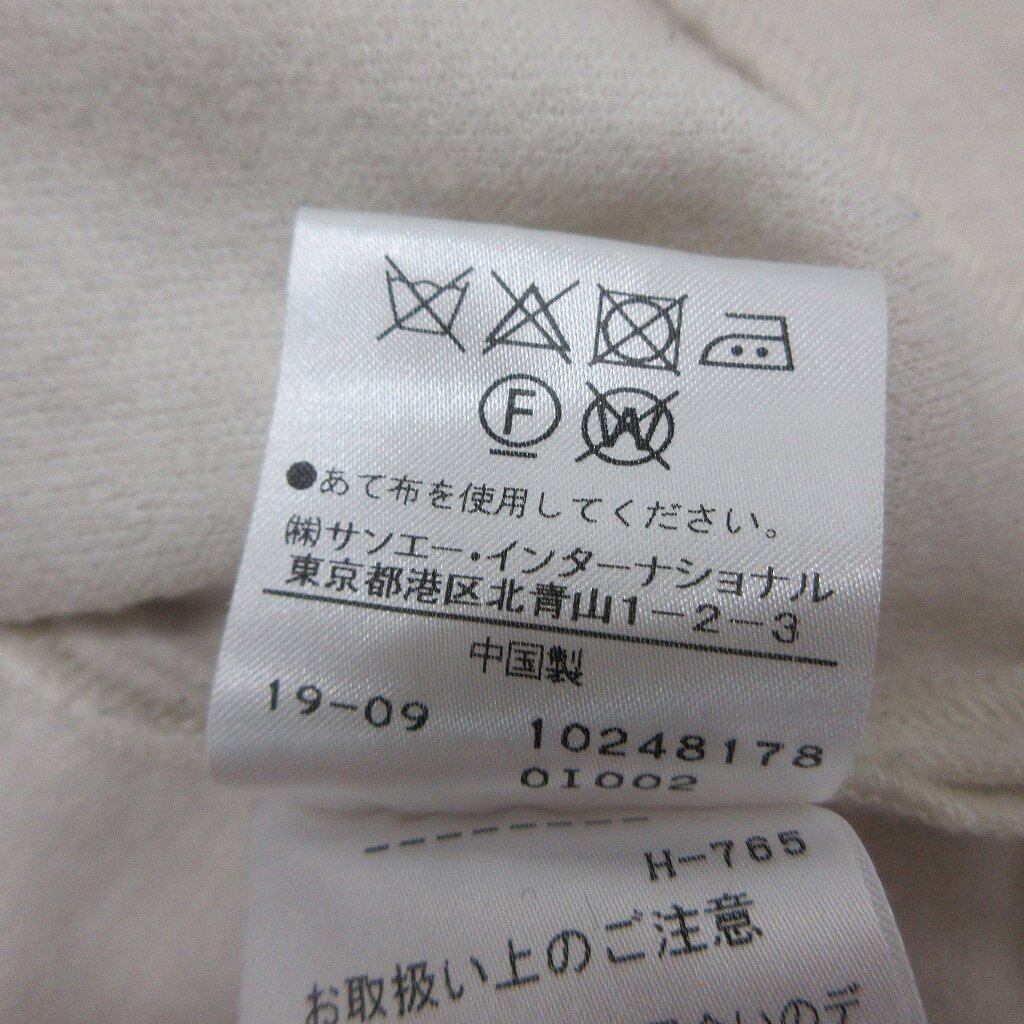 F W
●あて布を使用してください。
㈱サンエー・インターナショナル
東京都港区北青山1-2-3
中国製
19-09 10248178
OI002
H-765
お取扱い上のご注意